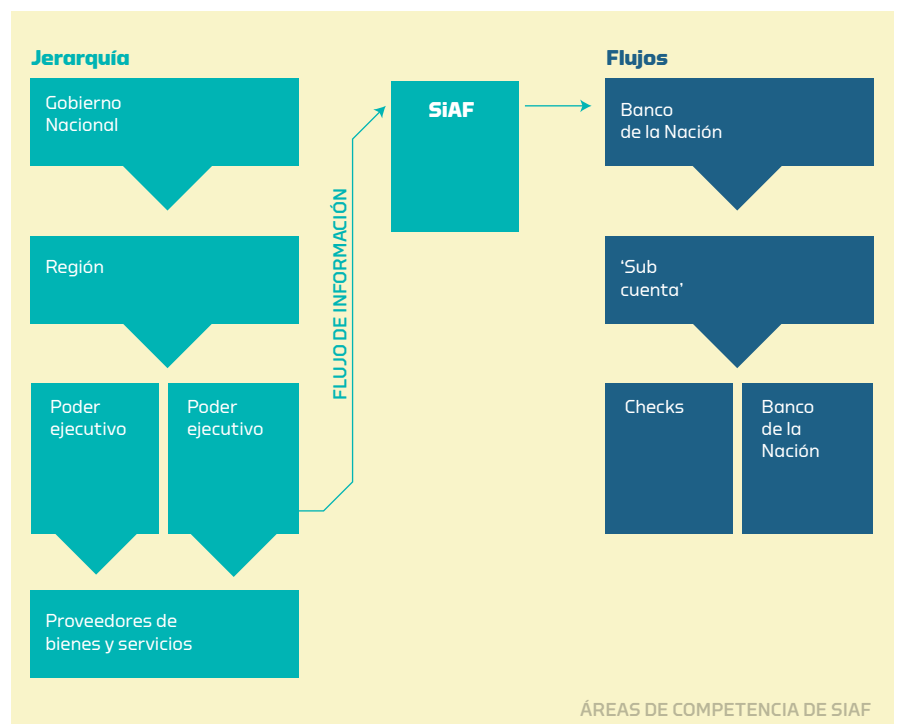 Jerarquía
Gobierno
Nacional
Región
Poder
ejecutivo
Poder
ejecutivo
Proveedores de
bienes y servicios
FLUJO DE INFORMACIÓN
SiAF
Flujos
Banco
de la Nación
‘Sub
cuenta’
Checks
Banco
de la
Nación
ÁREAS DE COMPETENCIA DE SIAF